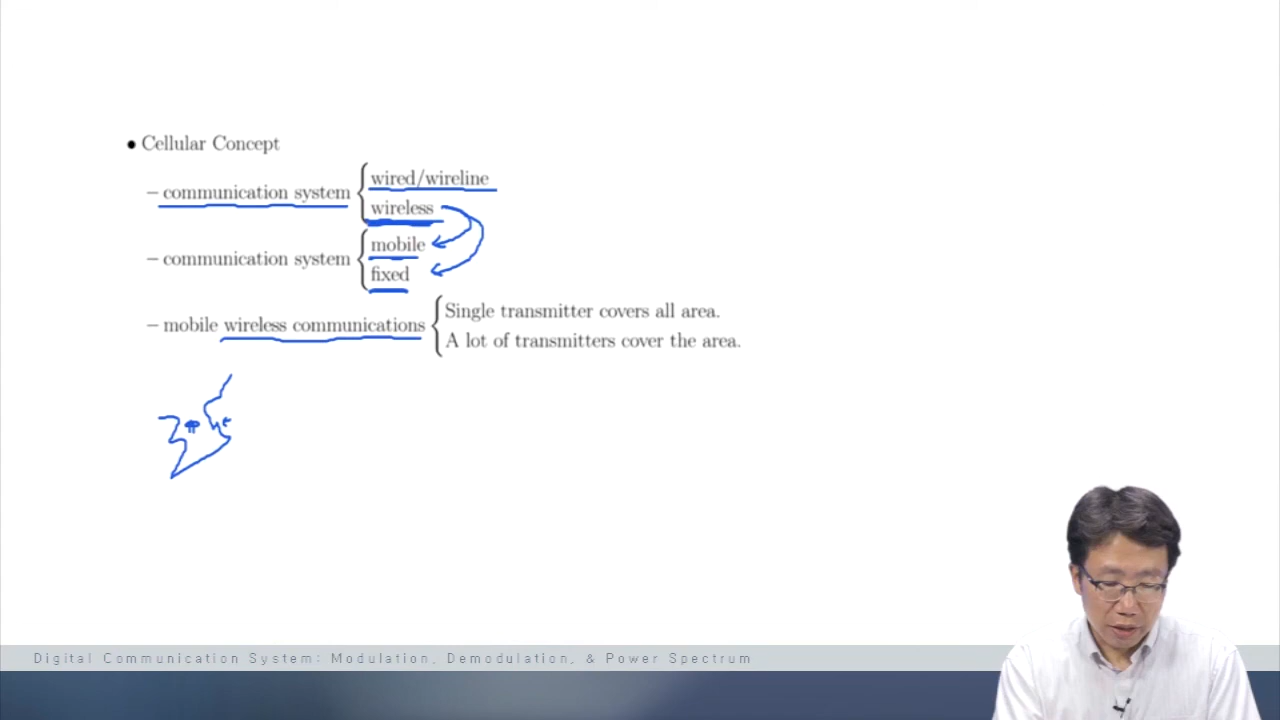 • Cellular Concept
– communication system { wired/wireline
wireless
– communication system { mobile
fixed
– mobile wireless communications { Single transmitter covers all area.
A lot of transmitters cover the area.
Digital Communication System: Modulation, Demodulation, & Power Spectrum